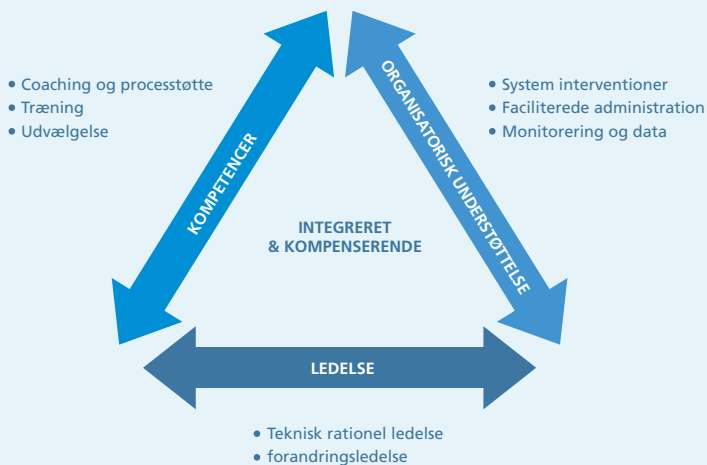 • Coaching og processtøtte
• Træning
• Udvælgelse
KOMPETENCER
ORGANISATORISK UNDERSTØTTELSE
• System interventioner
• Faciliterede administration
• Monitorering og data
INTEGRERET
& KOMPENSERENDE
LEDELSE
• Teknisk rationel ledelse
• forandringsledelse